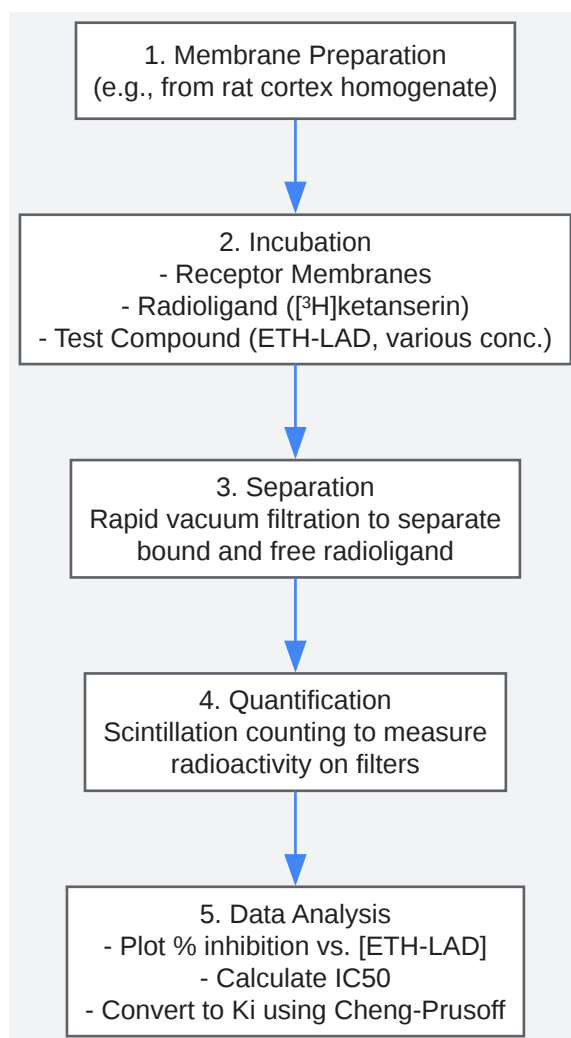 1. Membrane Preparation
(e.g., from rat cortex homogenate)
2. Incubation
- Receptor Membranes
- Radioligand ([³H]ketanserin)
- Test Compound (ETH-LAD, various conc.)
3. Separation
Rapid vacuum filtration to separate
bound and free radioligand
4. Quantification
Scintillation counting to measure
radioactivity on filters
5. Data Analysis
- Plot % inhibition vs. [ETH-LAD]
- Calculate IC50
- Convert to Ki using Cheng-Prusoff